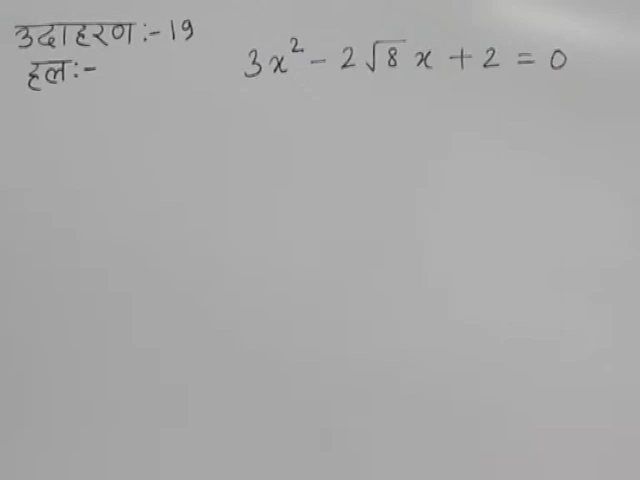 उदाहरण:- 19
हल:- 3x² - 2√8 x + 2 = 0